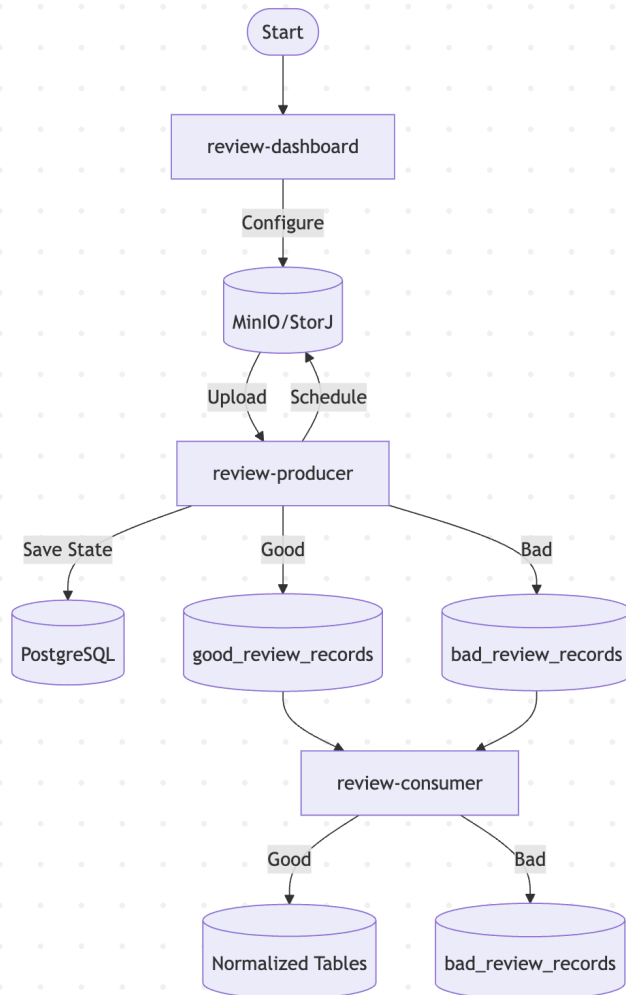 Start
review-dashboard
Configure
MinIO/StorJ
Upload
Schedule
review-producer
Save State
Good
Bad
PostgreSQL
good_review_records
bad_review_records
review-consumer
Good
Bad
Normalized Tables
bad_review_records